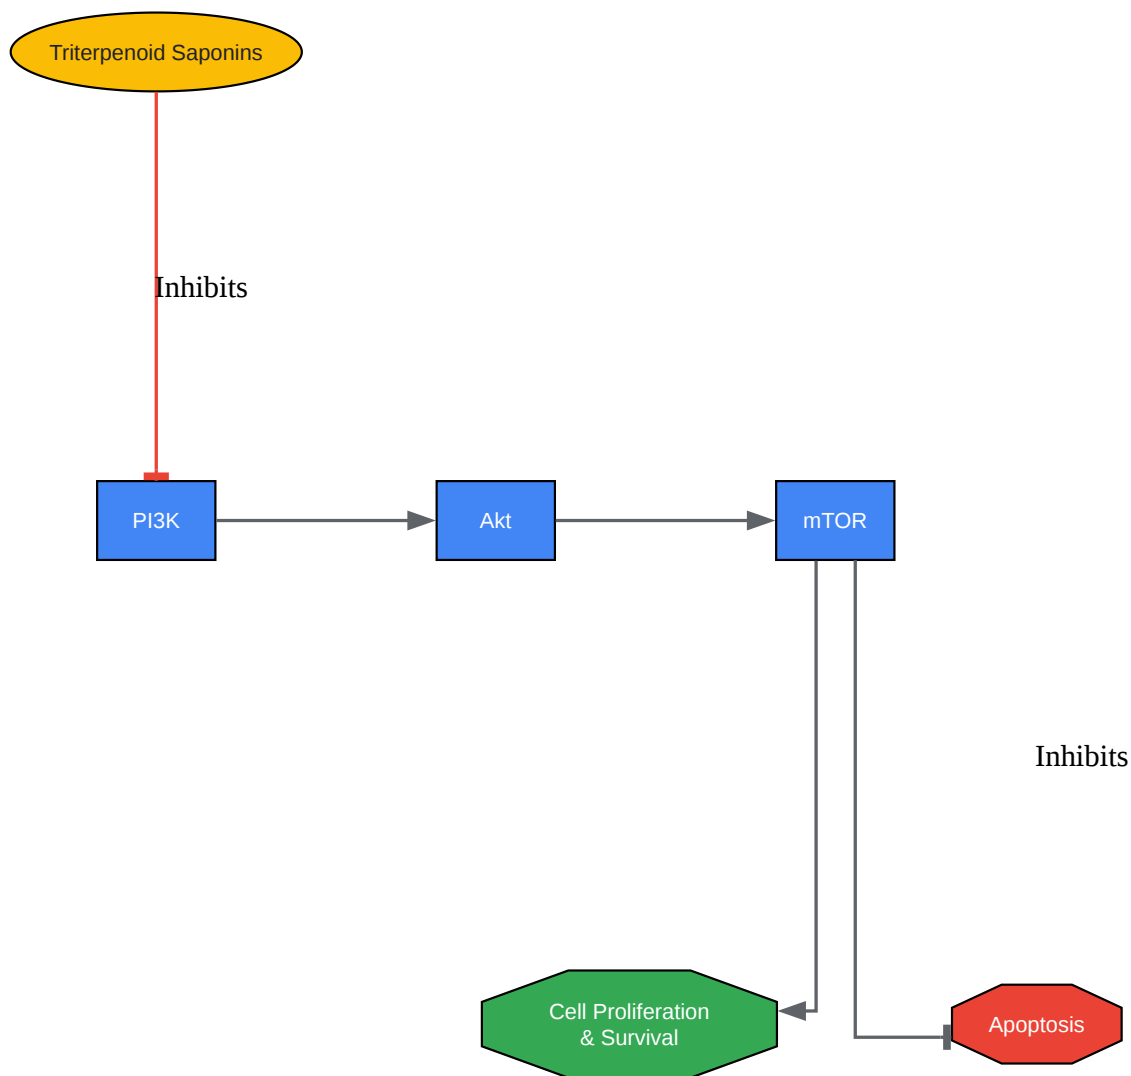 Triterpenoid Saponins
Inhibits
PI3K
Akt
mTOR
Inhibits
Cell Proliferation
& Survival
Apoptosis